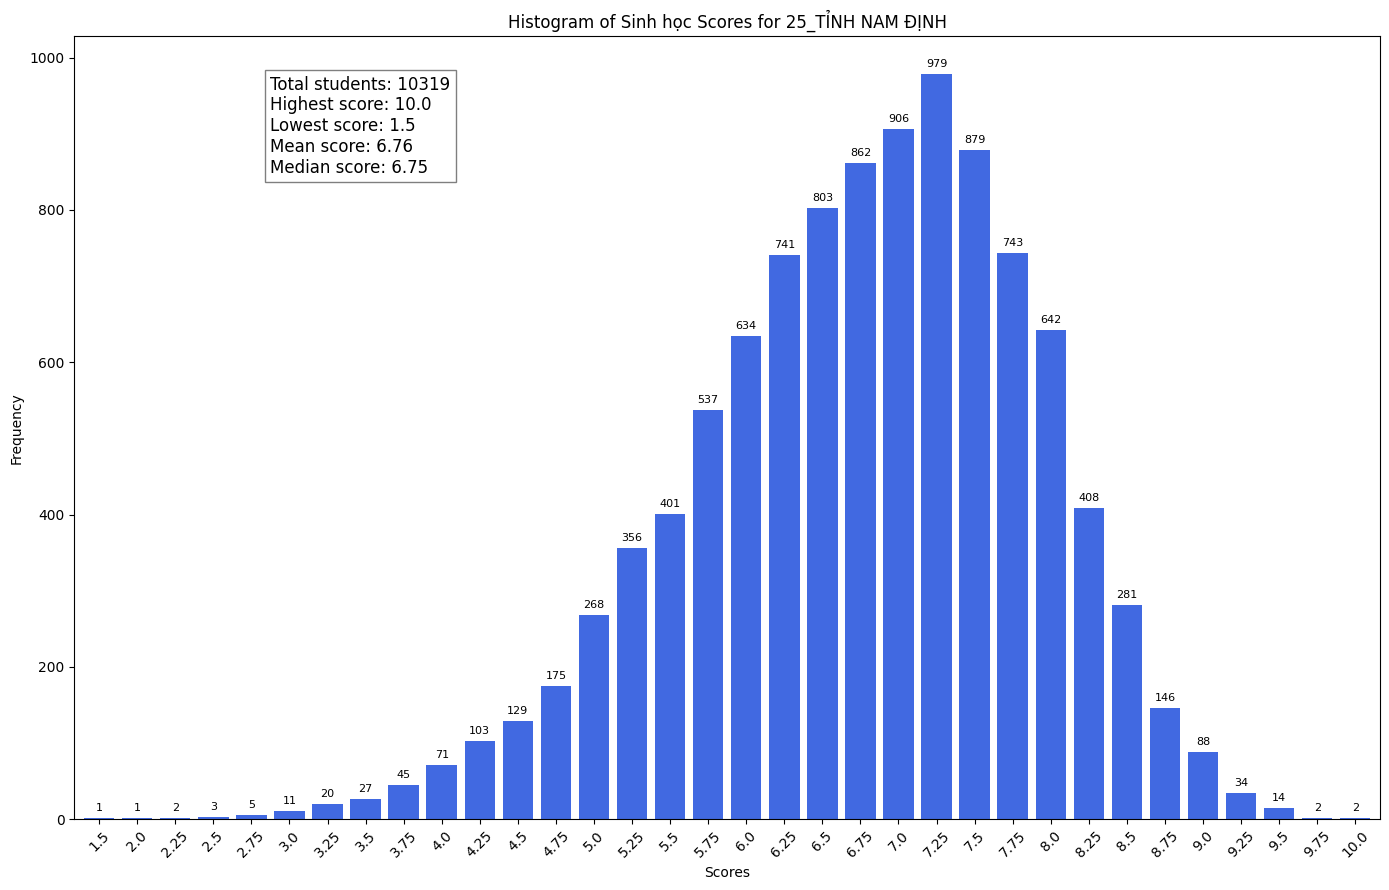 Histogram of Sinh học Scores for 25_TỈNH NAM ĐỊNH
Total students: 10319
Highest score: 10.0
Lowest score: 1.5
Mean score: 6.76
Median score: 6.75
Frequency
1000
800
600
400
200
0
1 1 2 3 5 11 20 27 45 71 103 129 175 268 356 401 537 634 741 803 862 906 979 879 743 642 408 281 146 88 34 14 2 2
1.5 2.0 2.25 2.5 2.75 3.0 3.25 3.5 3.75 4.0 4.25 4.5 4.75 5.0 5.25 5.5 5.75 6.0 6.25 6.5 6.75 7.0 7.25 7.5 7.75 8.0 8.25 8.5 8.75 9.0 9.25 9.5 9.75 10.0
Scores